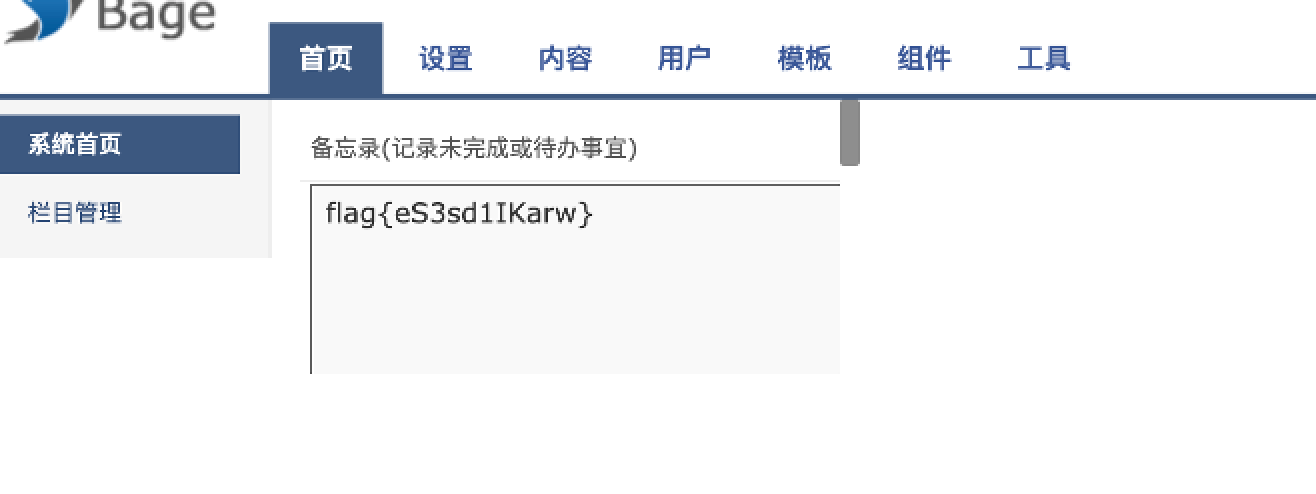 Bage
首页 设置 内容 用户 模板 组件 工具
系统首页
栏目管理
备忘录(记录未完成或待办事宜)
flag{eS3sd1IKarw}